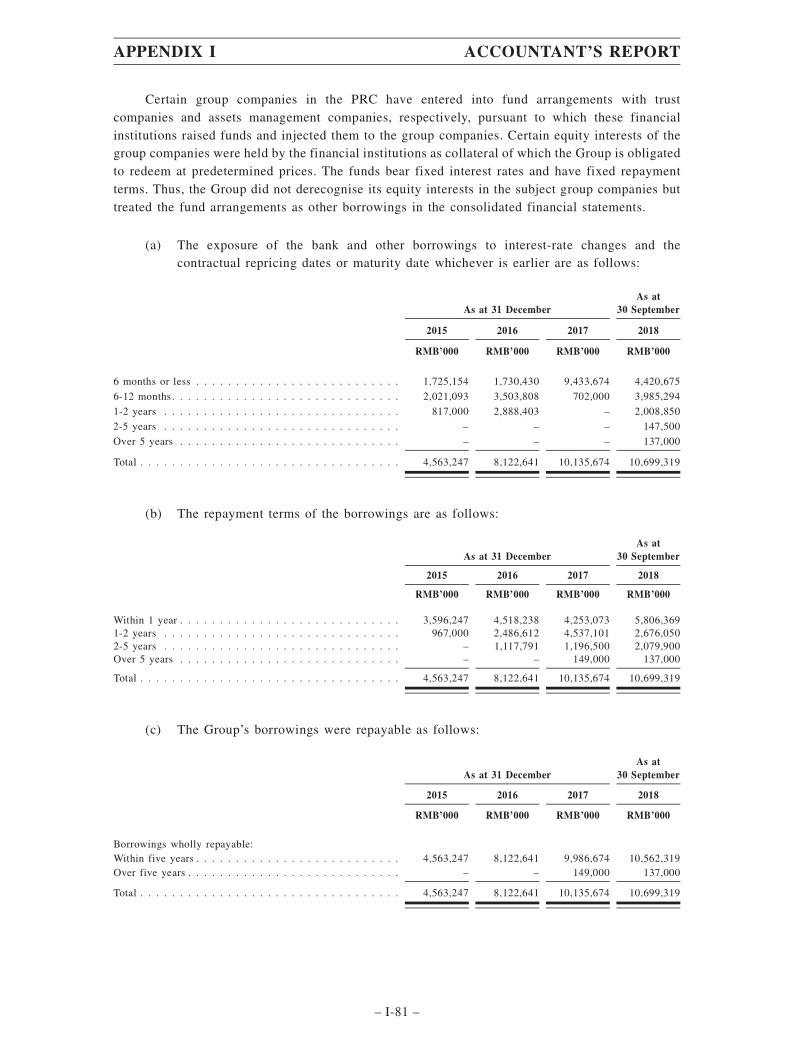 APPENDIX I ACCOUNTANT'S REPORT
Certain group companies in the PRC have entered into fund arrangements with trust
companies and assets management companies, respectively, pursuant to which these financial
institutions raised funds and injected them to the group companies. Certain equity interests of the
group companies were held by the financial institutions as collateral of which the Group is obligated
to redeem at predetermined prices. The funds bear fixed interest rates and have fixed repayment
terms. Thus, the Group did not derecognise its equity interests in the subject group companies but
treated the fund arrangements as other borrowings in the consolidated financial statements.
(a) The exposure of the bank and other borrowings to interest-rate changes and the
contractual repricing dates or maturity date whichever is earlier are as follows:
As at
As at 31 December 30 September
2015 2016 2017 2018
RMB'000 RMB'000 RMB'000 RMB'000
6 months or less . . . . . . . . . . . . . . . . . . . . . . . . . . 1,725,154 1,730,430 9,433,674 4,420,675
6-12 months. . . . . . . . . . . . . . . . . . . . . . . . . . . . . 2,021,093 3,503,808 702,000 3,985,294
1-2 years . . . . . . . . . . . . . . . . . . . . . . . . . . . . . . 817,000 2,888,403 – 2,008,850
2-5 years . . . . . . . . . . . . . . . . . . . . . . . . . . . . . . – – – 147,500
Over 5 years . . . . . . . . . . . . . . . . . . . . . . . . . . . . – – – 137,000
Total . . . . . . . . . . . . . . . . . . . . . . . . . . . . . . . . . 4,563,247 8,122,641 10,135,674 10,699,319
(b) The repayment terms of the borrowings are as follows:
As at
As at 31 December 30 September
2015 2016 2017 2018
RMB'000 RMB'000 RMB'000 RMB'000
Within 1 year . . . . . . . . . . . . . . . . . . . . . . . . . . . . 3,596,247 4,518,238 4,253,073 5,806,369
1-2 years . . . . . . . . . . . . . . . . . . . . . . . . . . . . . . 967,000 2,486,612 4,537,101 2,676,050
2-5 years . . . . . . . . . . . . . . . . . . . . . . . . . . . . . . – 1,117,791 1,196,500 2,079,900
Over 5 years . . . . . . . . . . . . . . . . . . . . . . . . . . . . – – 149,000 137,000
Total . . . . . . . . . . . . . . . . . . . . . . . . . . . . . . . . . 4,563,247 8,122,641 10,135,674 10,699,319
(c) The Group's borrowings were repayable as follows:
As at
As at 31 December 30 September
2015 2016 2017 2018
RMB'000 RMB'000 RMB'000 RMB'000
Borrowings wholly repayable:
Within five years . . . . . . . . . . . . . . . . . . . . . . . . . . 4,563,247 8,122,641 9,986,674 10,562,319
Over five years . . . . . . . . . . . . . . . . . . . . . . . . . . . – – 149,000 137,000
Total . . . . . . . . . . . . . . . . . . . . . . . . . . . . . . . . . 4,563,247 8,122,641 10,135,674 10,699,319
– I-81 –